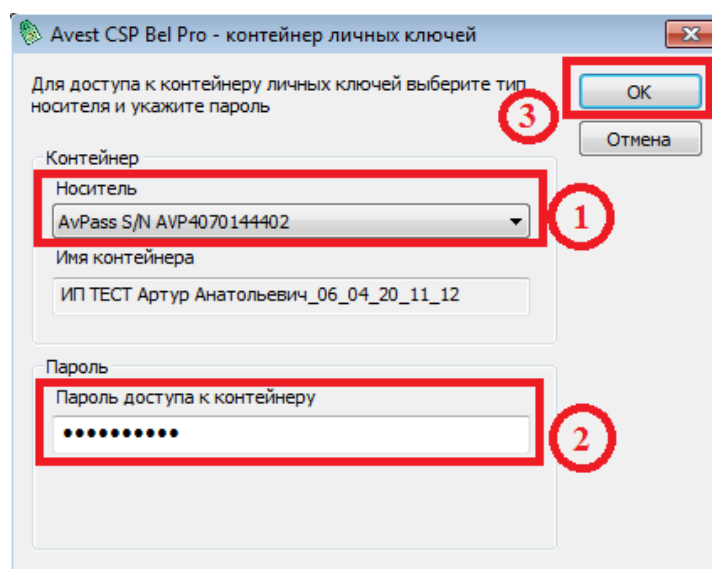 Avest CSP Bel Pro - контейнер личных ключей
Для доступа к контейнеру личных ключей выберите тип
носителя и укажите пароль
3
OK
Отмена
Контейнер
Носитель
AvPass S/N AVP4070144402
1
Имя контейнера
ИП ТЕСТ Артур Анатольевич_06_04_20_11_12
Пароль
Пароль доступа к контейнеру
••••••••••
2